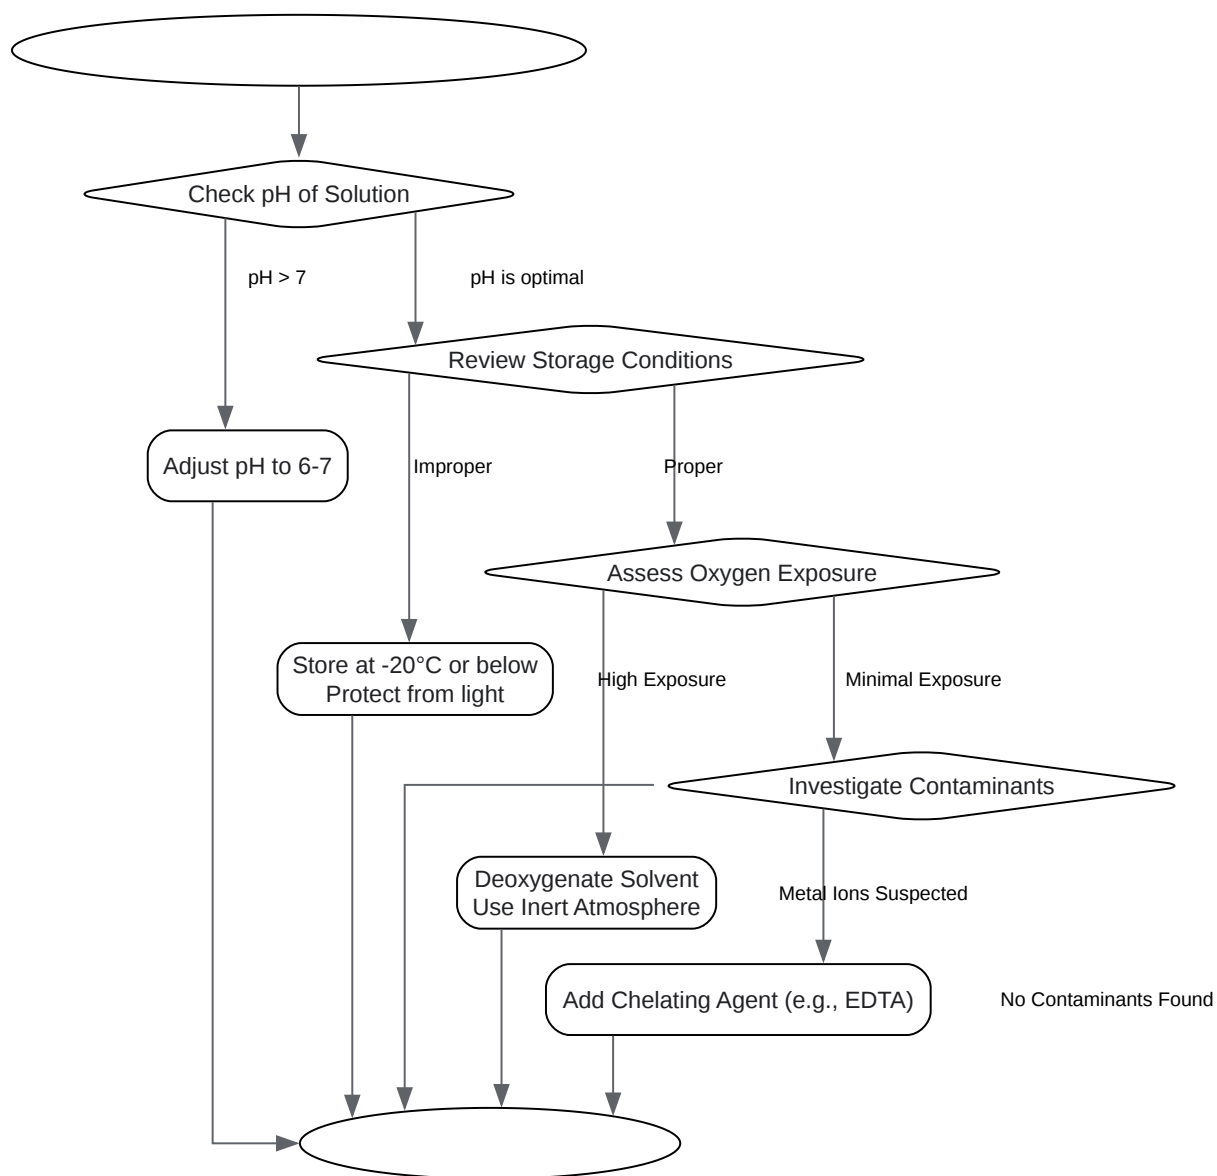 Check pH of Solution
pH > 7
pH is optimal
Review Storage Conditions
Adjust pH to 6-7
Improper
Proper
Assess Oxygen Exposure
Store at -20°C or below
Protect from light
High Exposure
Minimal Exposure
Investigate Contaminants
Deoxygenate Solvent
Use Inert Atmosphere
Metal Ions Suspected
Add Chelating Agent (e.g., EDTA)
No Contaminants Found